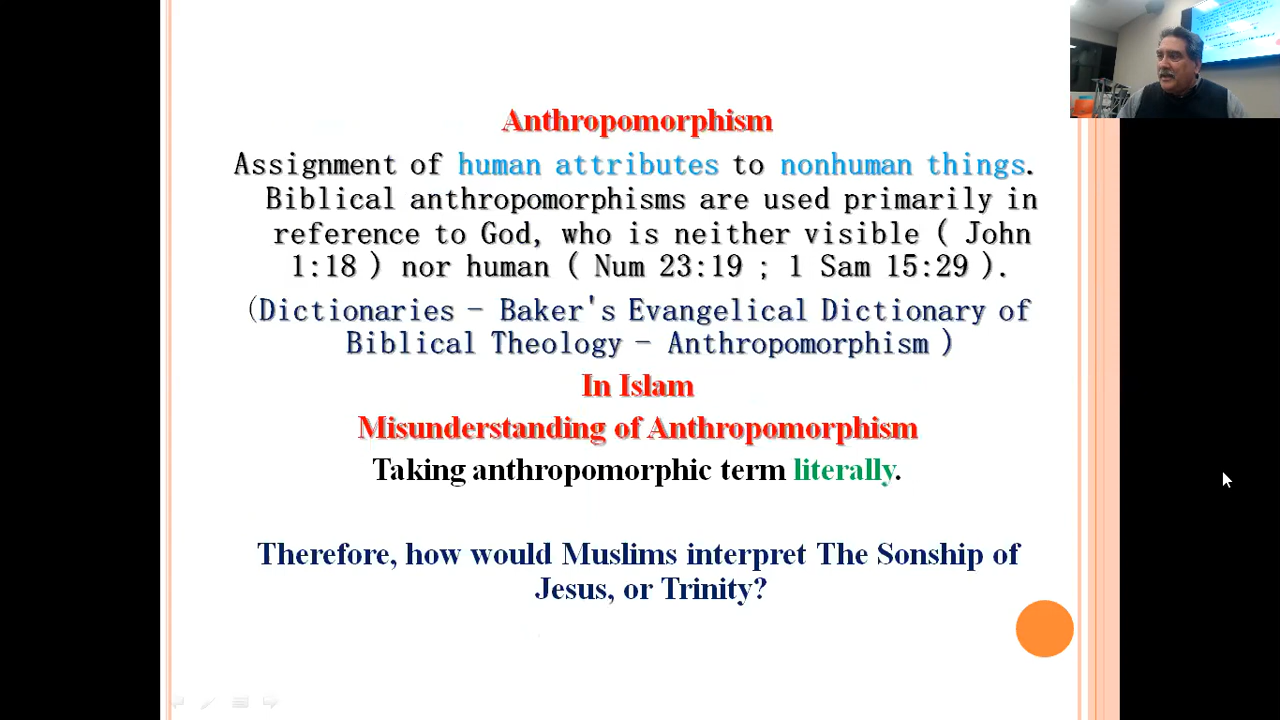 Anthropomorphism
Assignment of human attributes to nonhuman things.
Biblical anthropomorphisms are used primarily in
reference to God, who is neither visible ( John
1:18 ) nor human ( Num 23:19 ; 1 Sam 15:29 ).
(Dictionaries - Baker's Evangelical Dictionary of
Biblical Theology - Anthropomorphism )
In Islam
Misunderstanding of Anthropomorphism
Taking anthropomorphic term literally.
Therefore, how would Muslims interpret The Sonship of
Jesus, or Trinity?